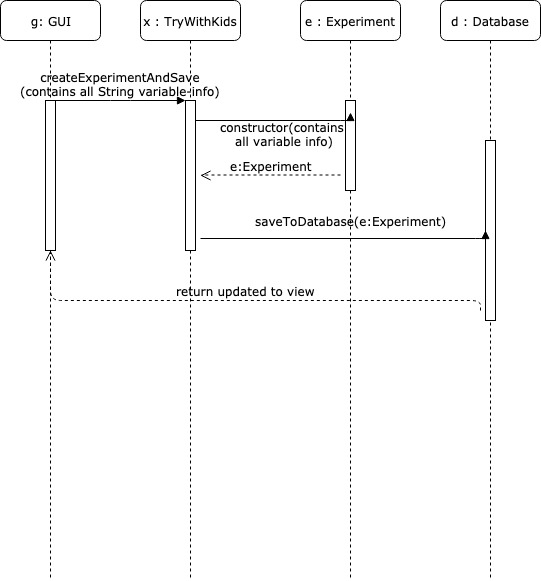 g: GUI
x : TryWithKids
e : Experiment
d : Database
createExperimentAndSave
(contains all String variable info)
constructor(contains
all variable info)
e:Experiment
saveToDatabase(e:Experiment)
return updated to view